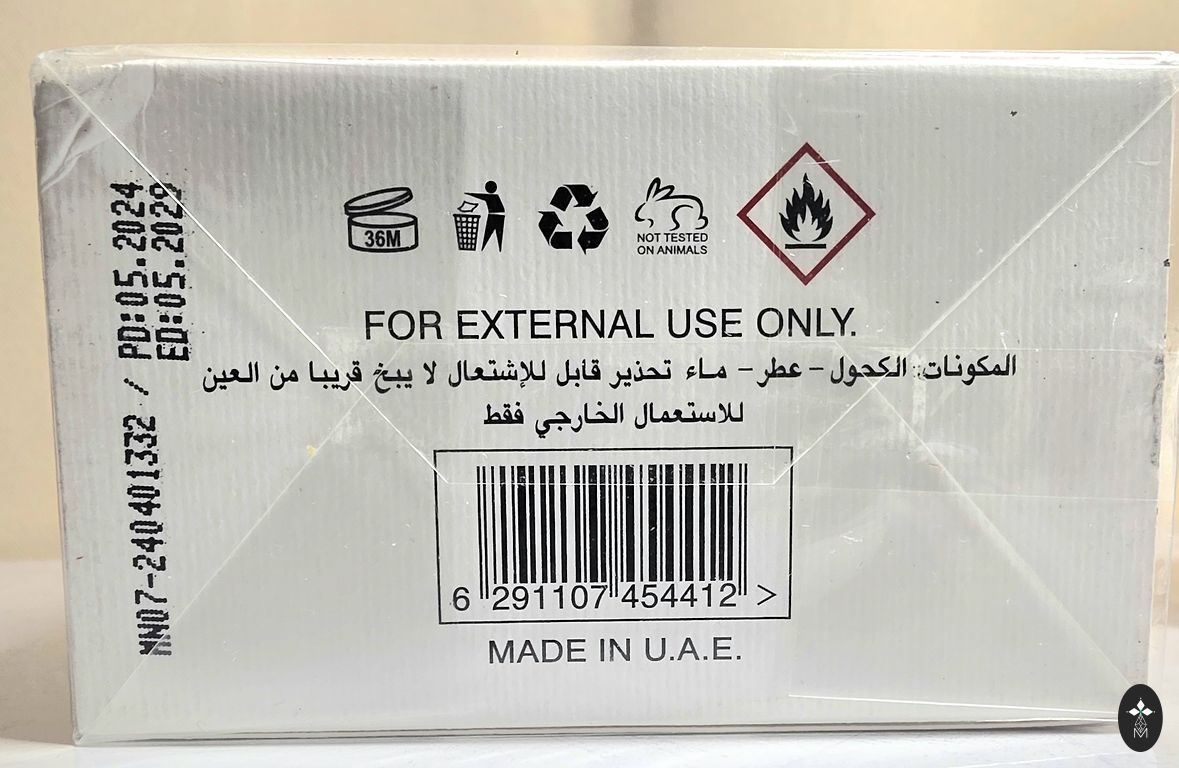 MN07-240401332 / PD:05.2024
ED:05.2029
36M
NOT TESTED
ON ANIMALS
FOR EXTERNAL USE ONLY.
المكونات: الكحول - عطر - ماء تحذير قابل للإشتعال لا يبخ قريبا من العين
للاستعمال الخارجي فقط
6 291107 454412 >
MADE IN U.A.E.
M